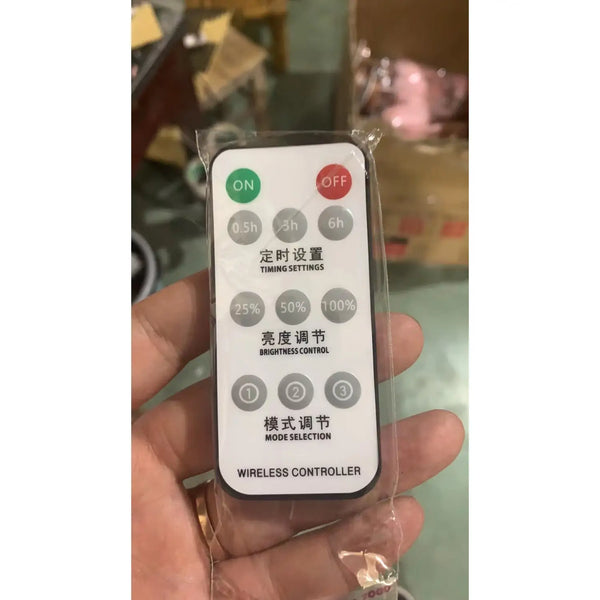 ON OFF
0.5h 3h 6h
定时设置
TIMING SETTINGS
25% 50% 100%
亮度调节
BRIGHTNESS CONTROL
1 2 3
模式调节
MODE SELECTION
WIRELESS CONTROLLER